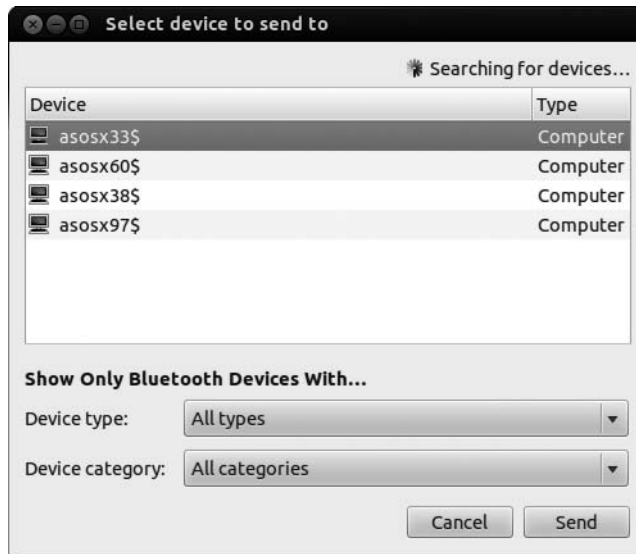 Select device to send to
Searching for devices...
Device Type
asosx33$ Computer
asosx60$ Computer
asosx38$ Computer
asosx97$ Computer
Show Only Bluetooth Devices With...
Device type: All types
Device category: All categories
Cancel Send